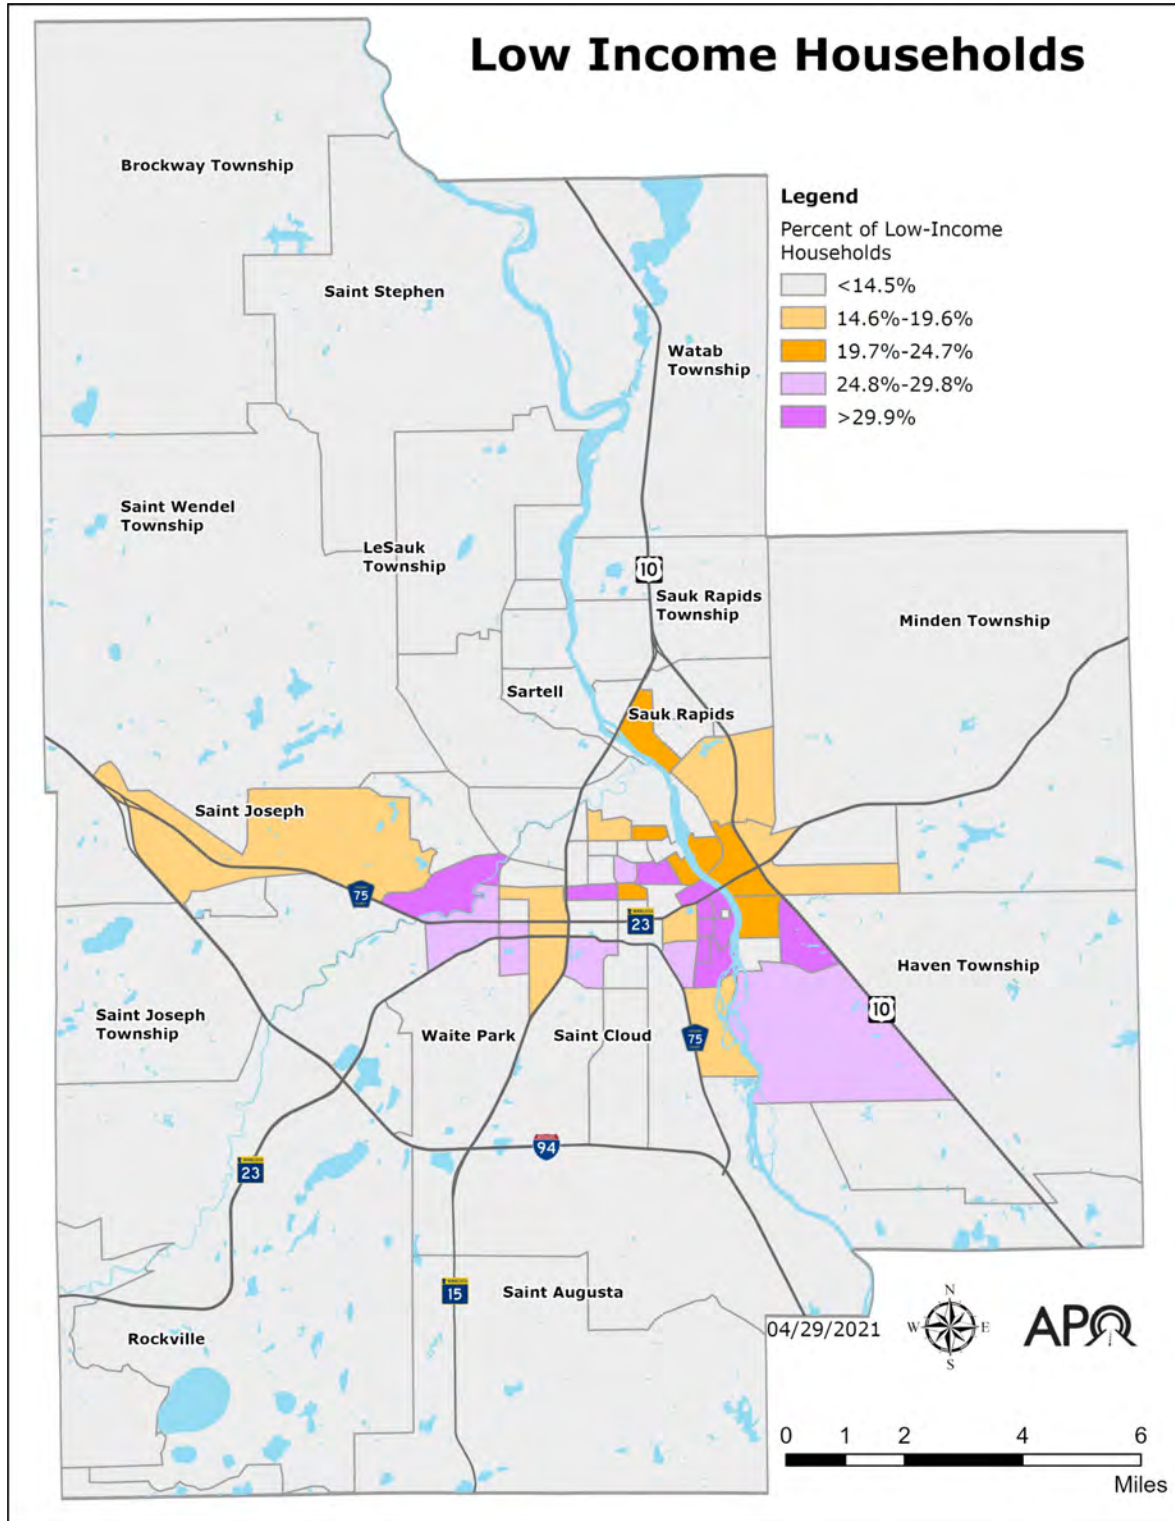 Low Income Households
Brockway Township
Legend
Percent of Low-Income
Households
<14.5%
14.6%-19.6%
19.7%-24.7%
24.8%-29.8%
>29.9%
Saint Stephen
Watab
Township
Saint Wendel
Township
LeSauk
Township
10
Sauk Rapids
Township
Minden Township
Sartell
Sauk Rapids
Saint Joseph
75
23
Haven Township
10
Saint Joseph
Township
Waite Park
Saint Cloud
75
94
23
15
Saint Augusta
Rockville
04/29/2021
N
W
E
S
APO
0
1
2
4
6
Miles